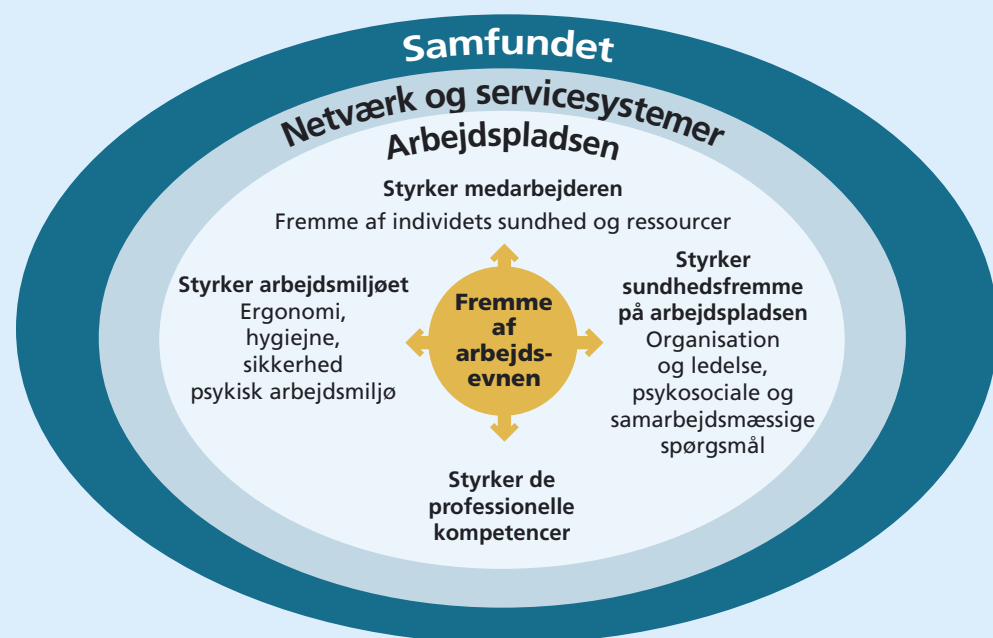 Samfundet
Netværk og servicesystemer
Arbejdspladsen
Styrker medarbejderen
Fremme af individets sundhed og ressourcer
Styrker arbejdsmiljøet
Ergonomi,
hygiejne,
sikkerhed
psykisk arbejdsmiljø
Fremme
af
arbejds-
evnen
Styrker
sundhedsfremme
på arbejdspladsen
Organisation
og ledelse,
psykosociale og
samarbejdsmæssige
spørgsmål
Styrker de
professionelle
kompetencer